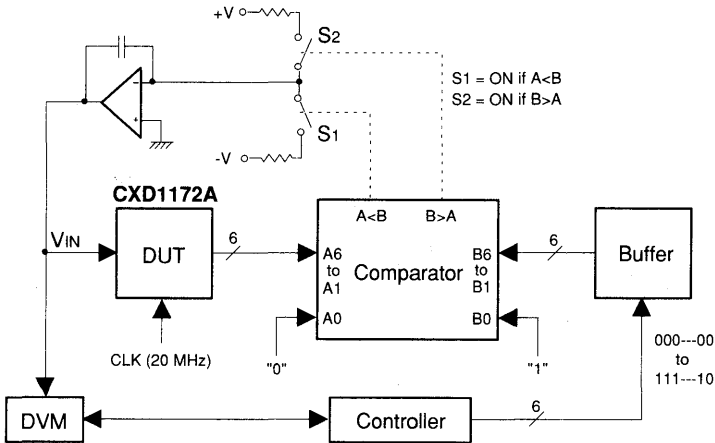 +V
S2
S1 = ON if A<B
S2 = ON if B>A
−
+
S1
-V
CXD1172A
A<B B>A
VIN
DUT
6
A6
to
A1
Comparator
B6
to
B1
6
Buffer
A0
B0
CLK (20 MHz)
"0"
"1"
000---00
to
111---10
DVM
Controller
6